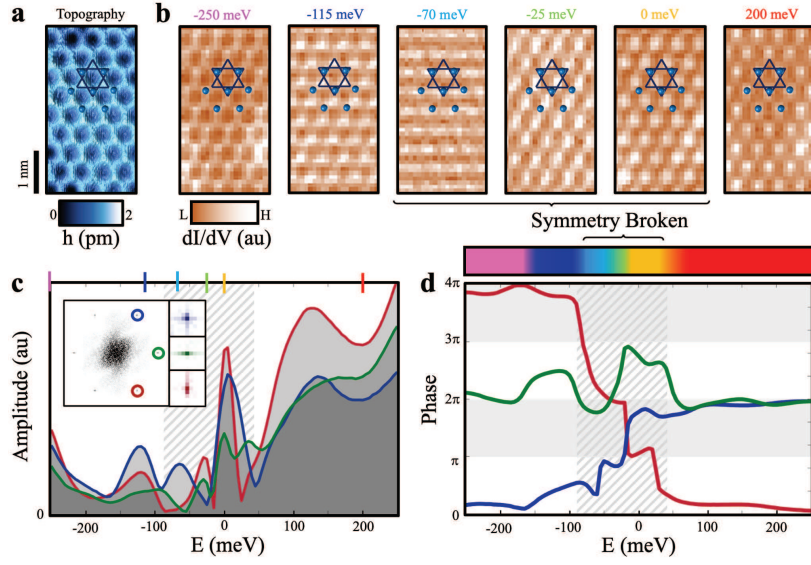 a
Topography
1 nm
0
2
h (pm)
b
-250 meV
-115 meV
-70 meV
-25 meV
0 meV
200 meV
L
H
dI/dV (au)
Symmetry Broken
c
Amplitude (au)
0
-200
-100
0
100
200
E (meV)
d
Phase
4π
3π
2π
π
0
-200
-100
0
100
200
E (meV)